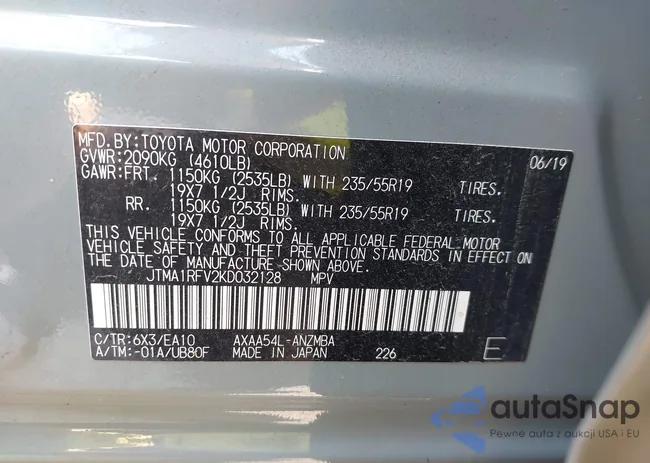 MFD.BY:TOYOTA MOTOR CORPORATION 06/19
GVWR:2090KG (4610LB)
GAWR:FRT. 1150KG (2535LB) WITH 235/55R19 TIRES.
19X7 1/2J RIMS.
RR. 1150KG (2535LB) WITH 235/55R19 TIRES.
19X7 1/2J RIMS.
THIS VEHICLE CONFORMS TO ALL APPLICABLE FEDERAL MOTOR
VEHICLE SAFETY AND THEFT PREVENTION STANDARDS IN EFFECT ON
THE DATE OF MANUFACTURE SHOWN ABOVE.
JTMA1RFV2KD032128 MPV
C/TR:6X3/EA10 AXAA54L-ANZMBA
A/TM:-01A/UB80F MADE IN JAPAN 226 E
autaSnap
Pewne auta z aukcji USA i EU